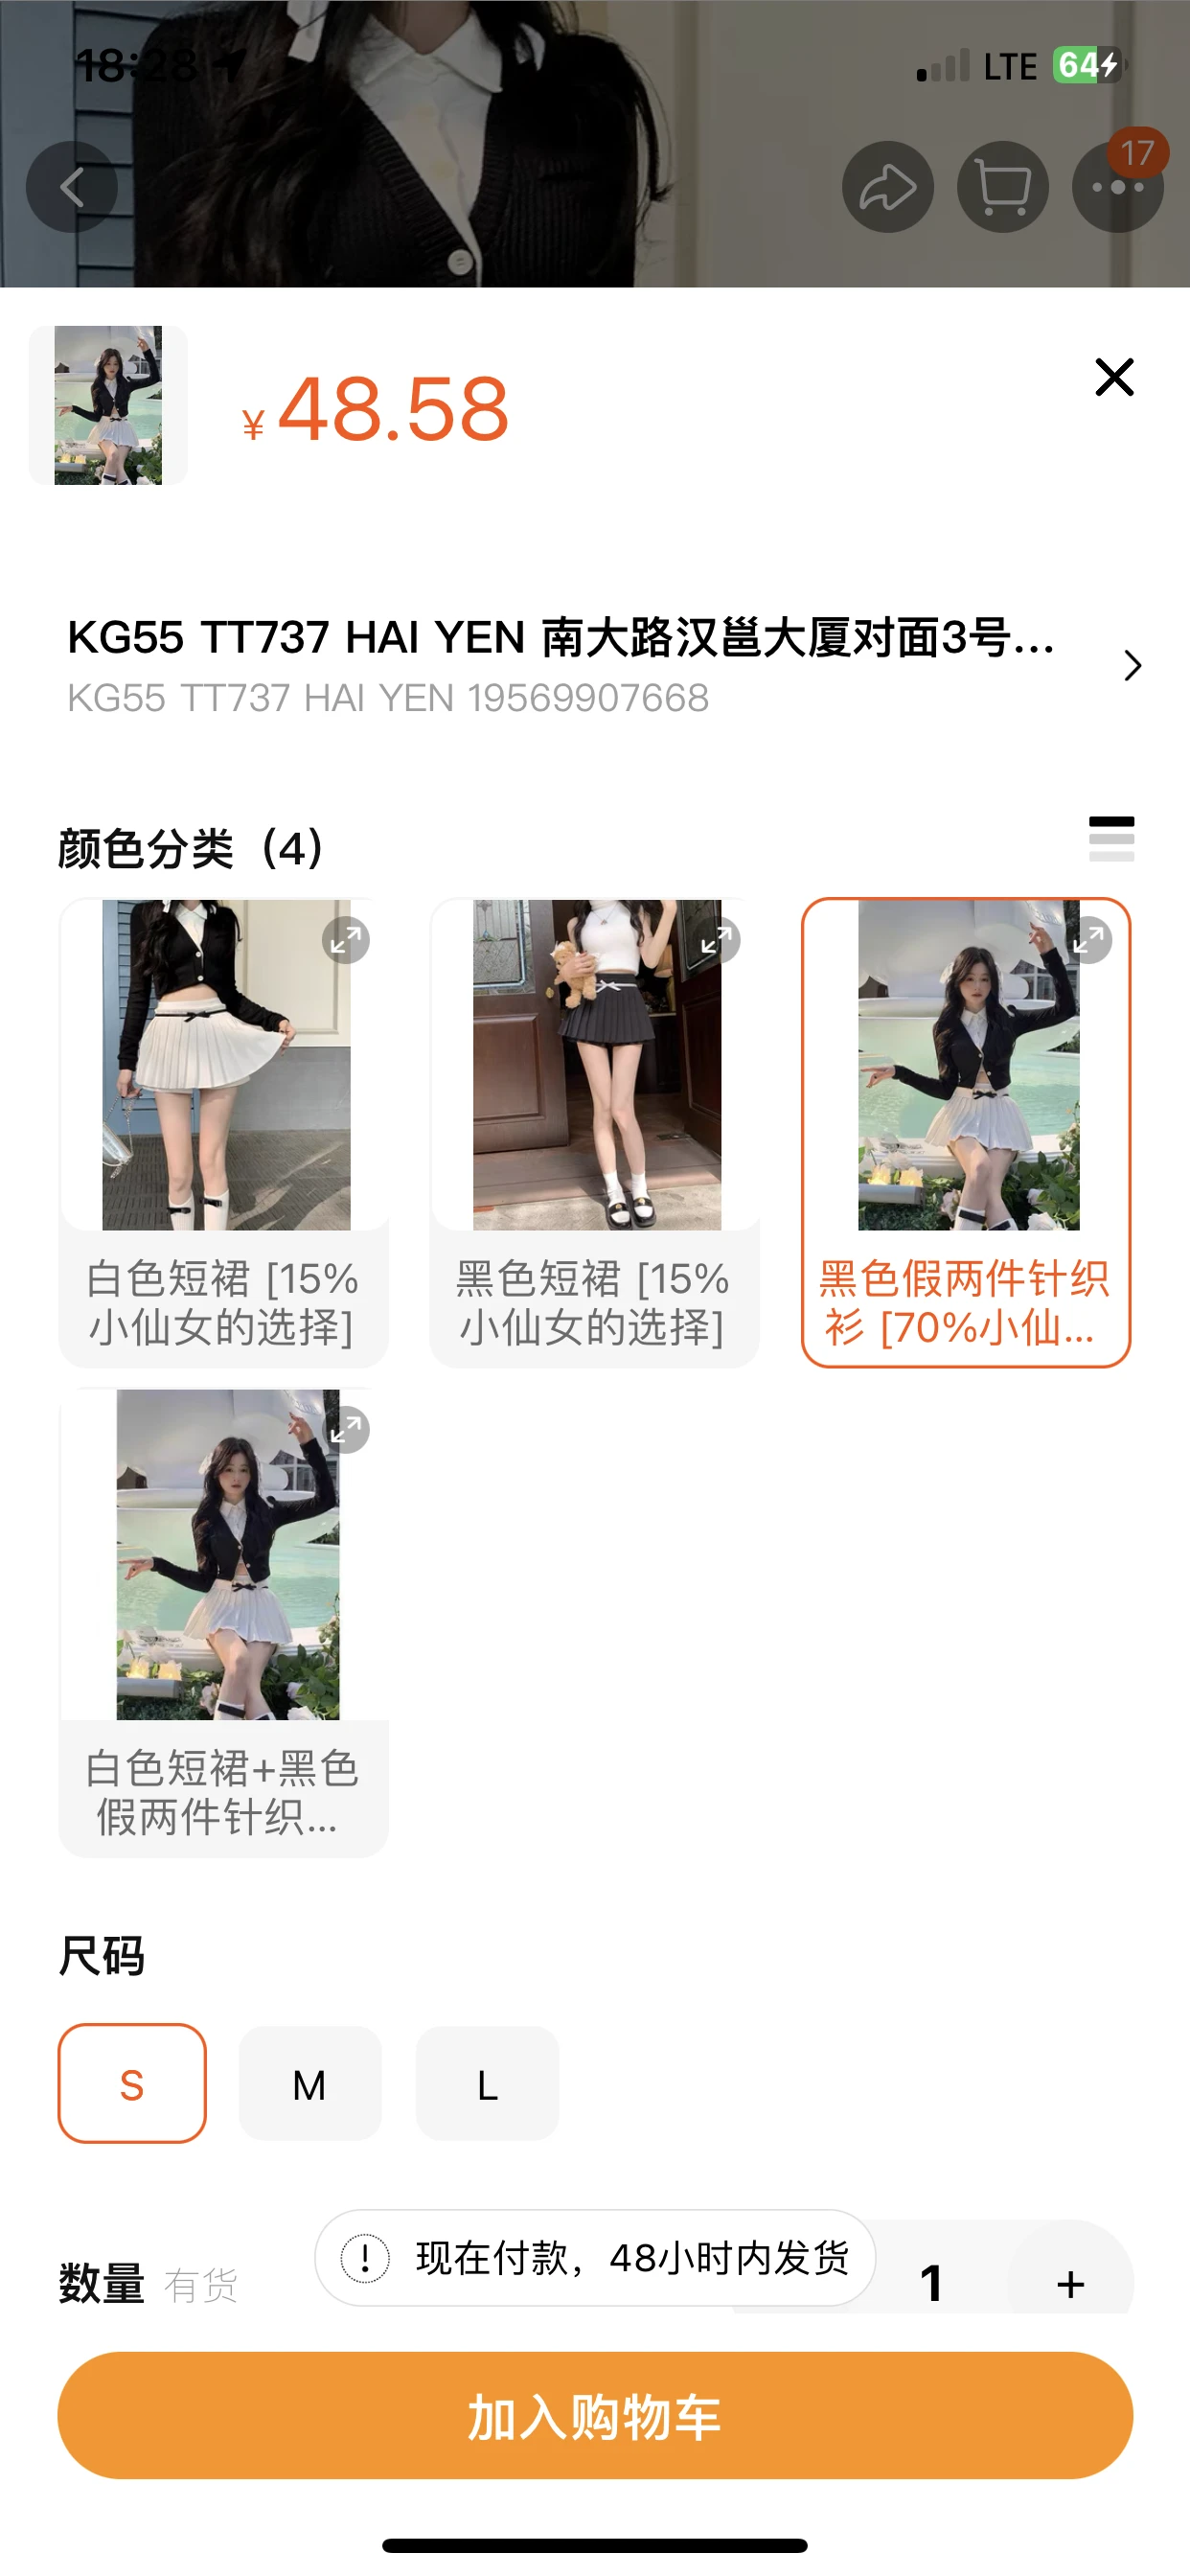 18:28
LTE
64
17
¥48.58
KG55 TT737 HAI YEN 南大路汉邕大厦对面3号...
KG55 TT737 HAI YEN 19569907668
颜色分类（4）
白色短裙 [15%
小仙女的选择]
黑色短裙 [15%
小仙女的选择]
黑色假两件针织
衫 [70%小仙...
白色短裙+黑色
假两件针织...
尺码
S
M
L
数量 有货
现在付款，48小时内发货
1
+
加入购物车